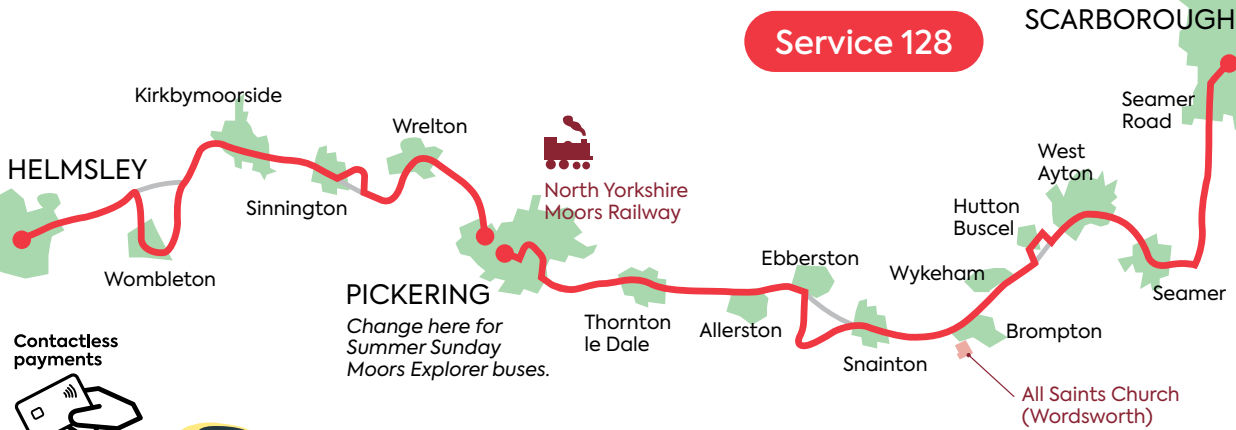 Service 128
SCARBOROUGH
Kirkbymoorside
Wrelton
Seamer
Road
HELMSLEY
West
Ayton
Sinnington
North Yorkshire
Moors Railway
Hutton
Buscel
Wombleton
Ebberston
Wykeham
PICKERING
Change here for
Summer Sunday
Moors Explorer buses.
Thornton
le Dale
Allerston
Seamer
Brompton
Snainton
Contactless
payments
All Saints Church
(Wordsworth)